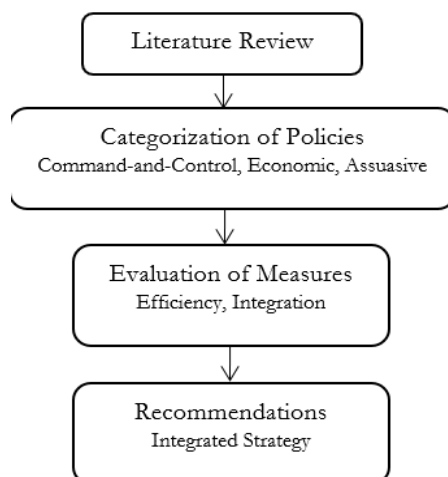 Literature Review
Categorization of Policies
Command-and-Control, Economic, Assuasive
Evaluation of Measures
Efficiency, Integration
Recommendations
Integrated Strategy